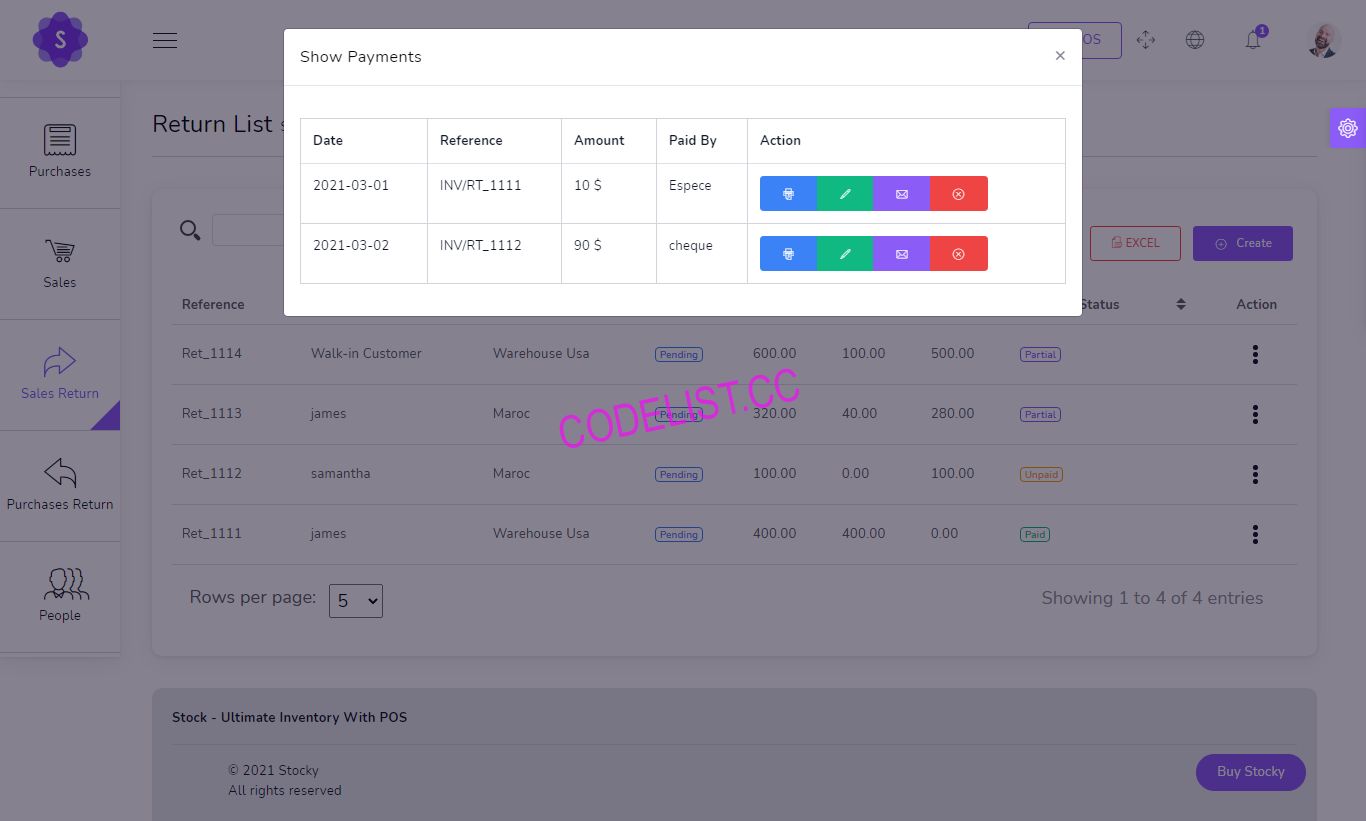 S
OS
1
Show Payments
×
Return List
Purchases
Date Reference Amount Paid By Action
2021-03-01 INV/RT_1111 10 $ Espece
2021-03-02 INV/RT_1112 90 $ cheque
EXCEL
Create
Sales
Reference Status Action
Ret_1114 Walk-in Customer Warehouse Usa Pending 600.00 100.00 500.00 Partial
Sales Return
Ret_1113 james Maroc Pending 320.00 40.00 280.00 Partial
CODELIST.CC
Ret_1112 samantha Maroc Pending 100.00 0.00 100.00 Unpaid
Purchases Return
Ret_1111 james Warehouse Usa Pending 400.00 400.00 0.00 Paid
Rows per page: 5
Showing 1 to 4 of 4 entries
People
Stock - Ultimate Inventory With POS
© 2021 Stocky
All rights reserved
Buy Stocky